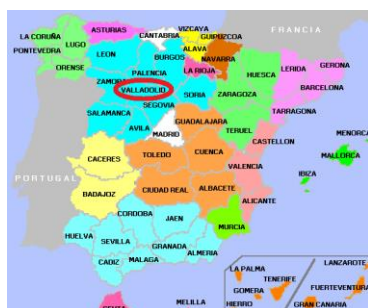 LA CORUÑA
LUGO
ASTURIAS
CANTABRIA
VIZCAYA
GUIPUZCOA
FRANCIA
PONTEVEDRA
ORENSE
LEON
BURGOS
ALAVA
NAVARRA
LA RIOJA
PALENCIA
HUESCA
LERIDA
GERONA
ZAMORA
VALLADOLID
SORIA
ZARAGOZA
BARCELONA
SEGOVIA
TARRAGONA
SALAMANCA
AVILA
GUADALAJARA
MADRID
TERUEL
MENORCA
CASTELLON
MALLORCA
CACERES
TOLEDO
CUENCA
VALENCIA
IBIZA
PORTUGAL
BADAJOZ
CIUDAD REAL
ALBACETE
ALICANTE
CORDOBA
JAEN
MURCIA
HUELVA
SEVILLA
GRANADA
ALMERIA
CADIZ
MALAGA
LANZAROTE
LA PALMA
TENERIFE
FUERTEVENTURA
GOMERA
MELILLA
HIERRO
GRAN CANARIA
CEUTA